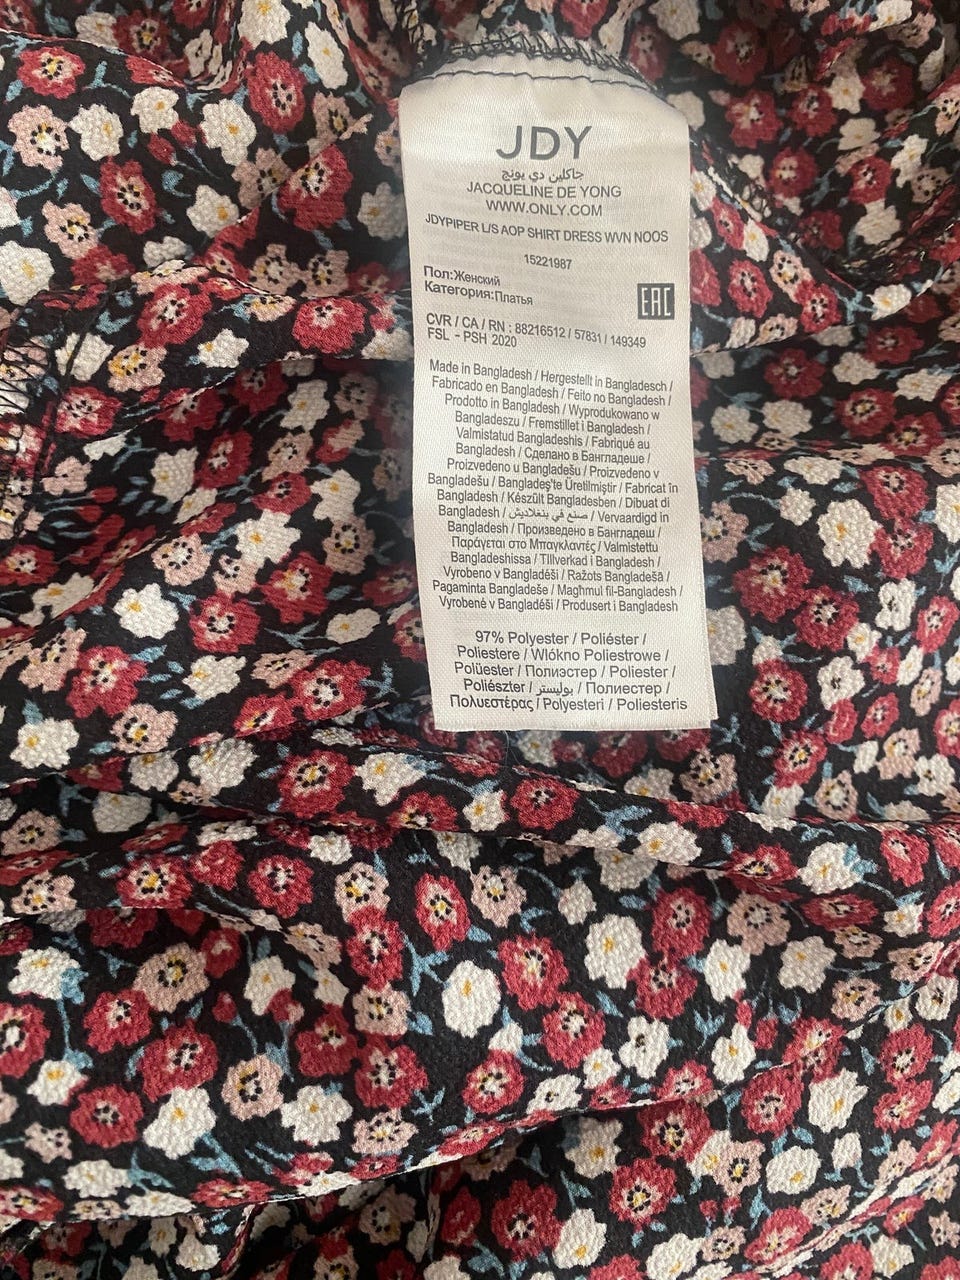 JDY
جاكلين دي يونج
JACQUELINE DE YONG
WWW.ONLY.COM
JDYPIPER L/S AOP SHIRT DRESS WVN NOOS
15221987
Пол:Женский
Категория:Платья
EAC
CVR / CA / RN : 88216512 / 57831 / 149349
FSL - PSH 2020
Made in Bangladesh / Hergestellt in Bangladesch /
Fabricado en Bangladesh / Feito no Bangladesh /
Prodotto in Bangladesh / Wyprodukowano w
Bangladeszu / Fremstillet i Bangladesh /
Valmistatud Bangladeshis / Fabriqué au
Bangladesh / Сделано в Бангладеше /
Proizvedeno u Bangladešu / Proizvedeno v
Bangladešu / Bangladeş'te Üretilmiştir / Fabricat în
Bangladesh / Készült Bangladesben / Dibuat di
Bangladesh / صنع في بنغلاديش / Vervaardigd in
Bangladesh / Произведено в Бангладеш /
Παράγεται στο Μπαγκλαντές / Valmistettu
Bangladeshissa / Tillverkad i Bangladesh /
Vyrobeno v Bangladéši / Ražots Bangladešā /
Pagaminta Bangladeše / Maghmul fil-Bangladesh /
Vyrobené v Bangladéši / Produsert i Bangladesh
97% Polyester / Poliéster /
Poliestere / Wlókno Poliestrowe /
Polüester / Полиэстер / Poliester /
Poliészter / بوليستر / Полиестер /
Πολυεστέρας / Polyesteri / Poliesteris